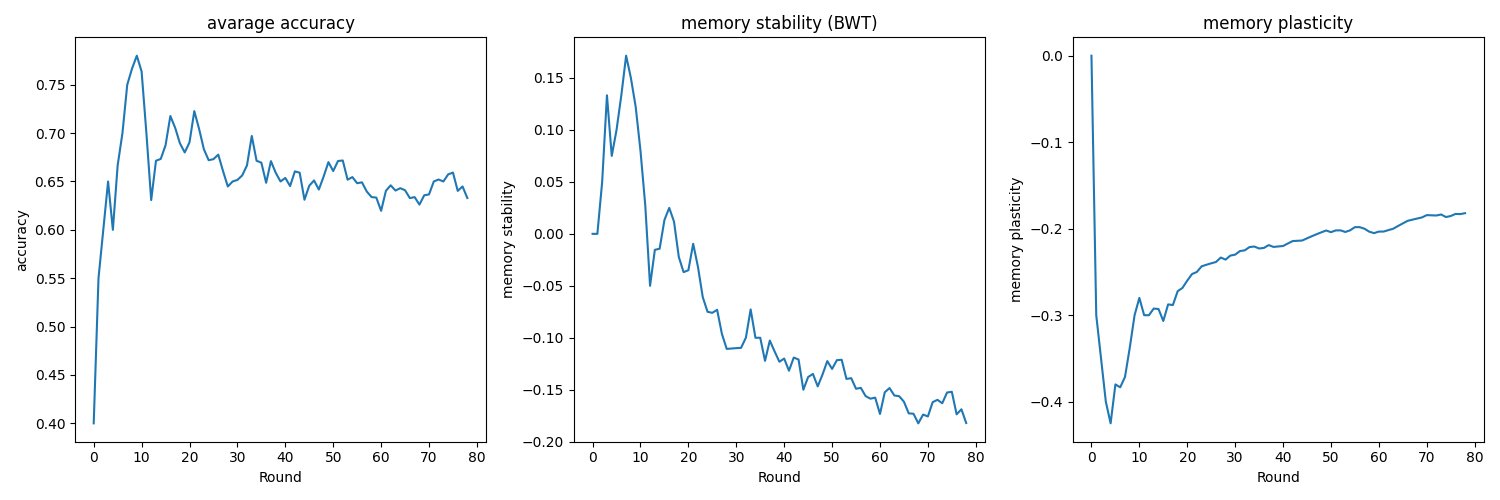 avarage accuracy
accuracy
0.75
0.70
0.65
0.60
0.55
0.50
0.45
0.40
0 10 20 30 40 50 60 70 80
Round
memory stability (BWT)
memory stability
0.15
0.10
0.05
0.00
−0.05
−0.10
−0.15
−0.20
0 10 20 30 40 50 60 70 80
Round
memory plasticity
memory plasticity
0.0
−0.1
−0.2
−0.3
−0.4
0 10 20 30 40 50 60 70 80
Round